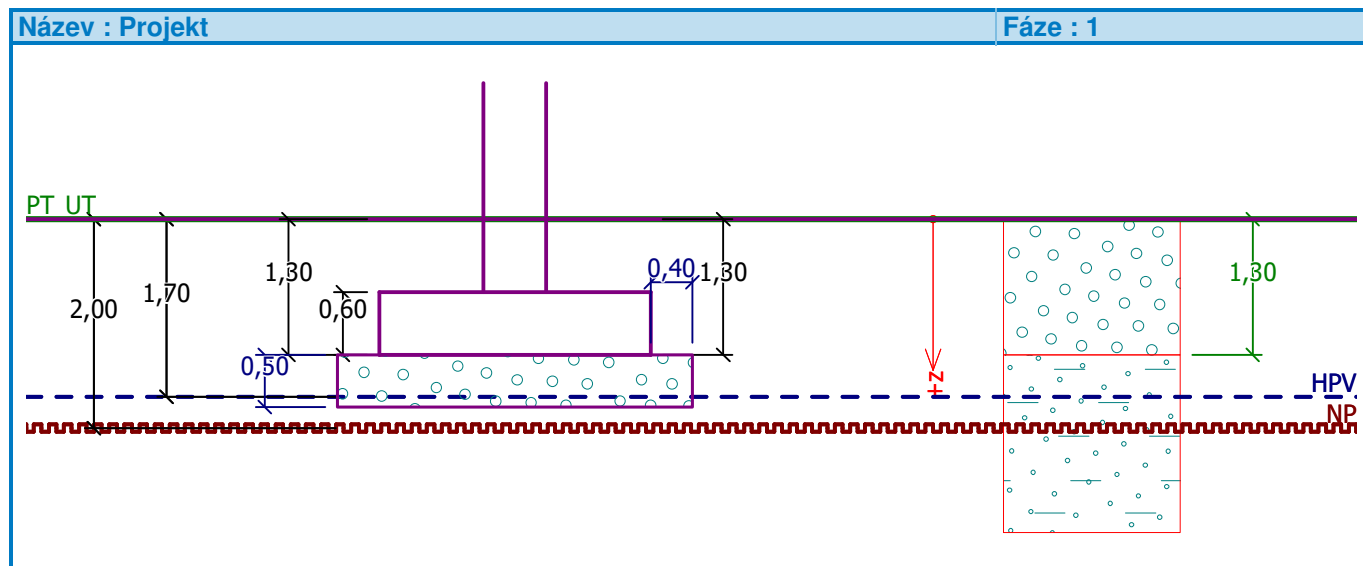 Název : Projekt Fáze : 1
PT UT
1,30
0,40
1,30
1,30
1,70
2,00
0,60
0,50
+z
HPV
NP